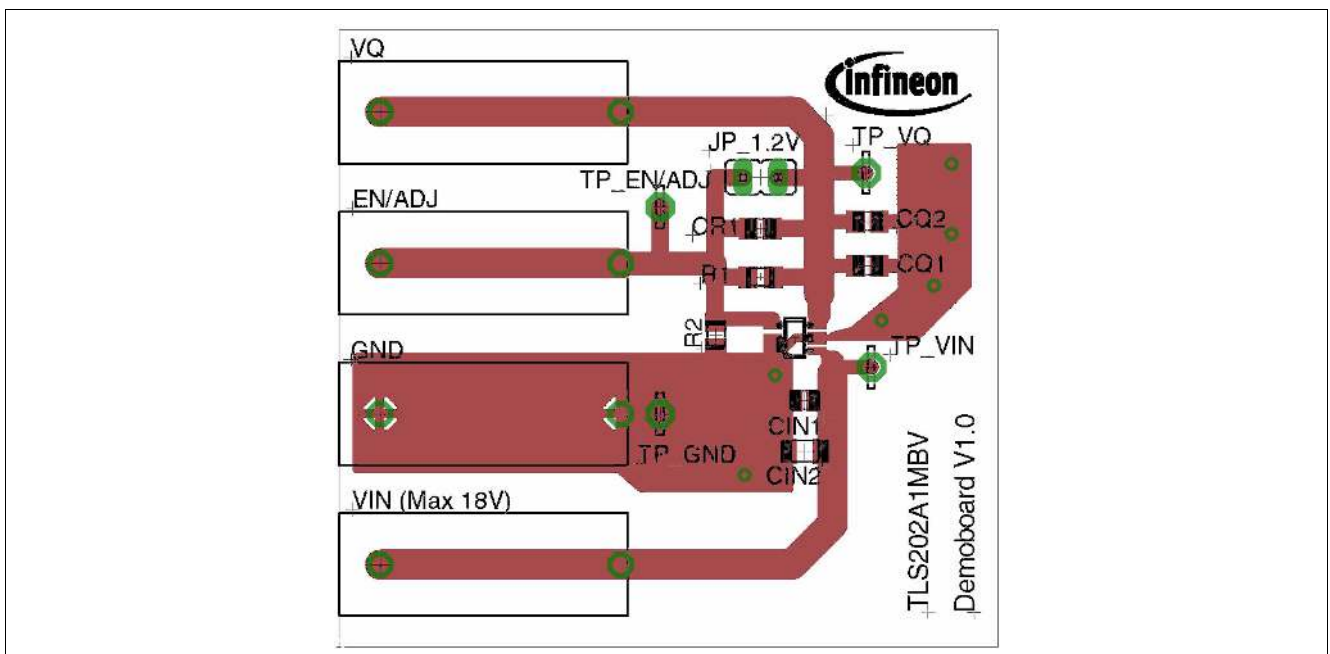 VQ
infineon
JP_1.2V
TP_VQ
TP_EN/ADJ
EN/ADJ
CR1
CQ2
R1
CQ1
R2
GND
TP_VIN
CIN1
TP_GND
CIN2
VIN (Max 18V)
TLS202A1MBV
Demoboard V1.0